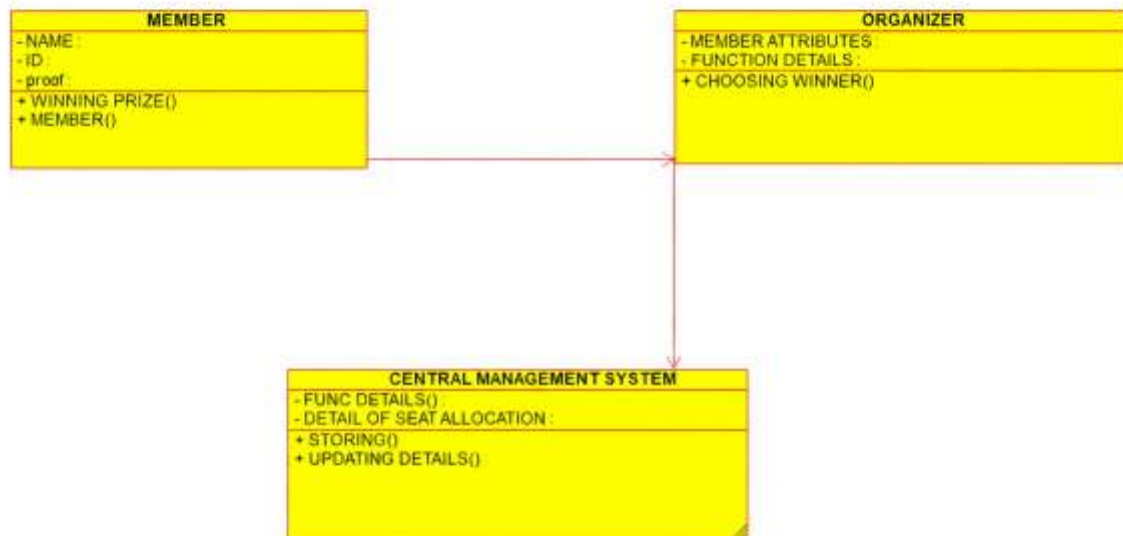 MEMBER
- NAME :
- ID :
- proof :
+ WINNING PRIZE()
+ MEMBER()
ORGANIZER
- MEMBER ATTRIBUTES :
- FUNCTION DETAILS :
+ CHOOSING WINNER()
CENTRAL MANAGEMENT SYSTEM
- FUNC DETAILS() :
- DETAIL OF SEAT ALLOCATION :
+ STORING()
+ UPDATING DETAILS()